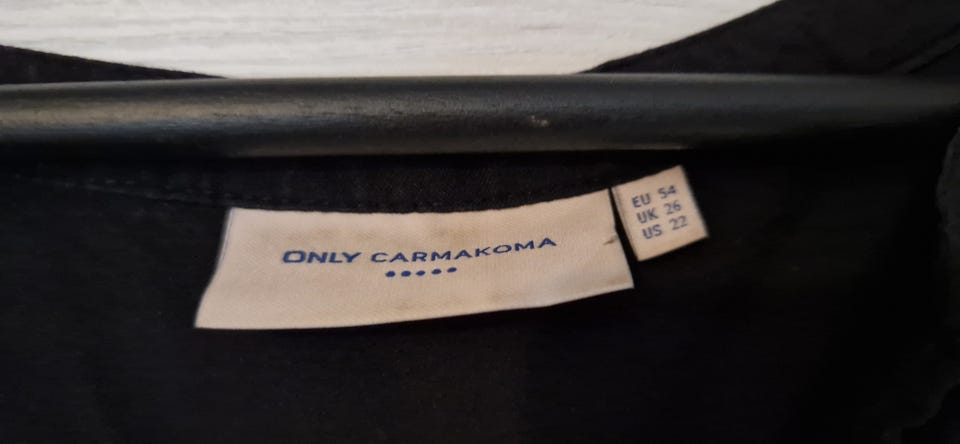 ONLY CARMAKOMA
EU 54
UK 26
US 22